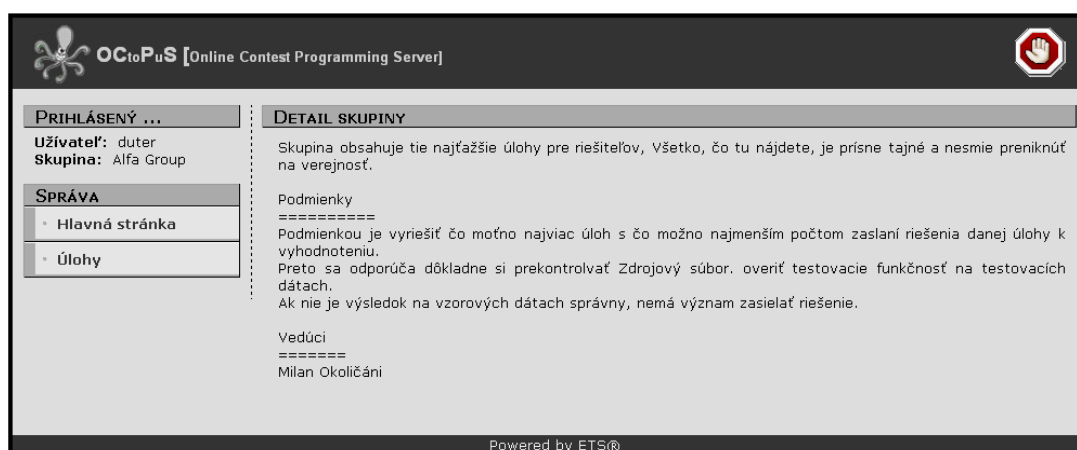 OCtoPuS [Online Contest Programming Server]
PRIHLÁSENÝ ...
Užívateľ: duter
Skupina: Alfa Group
SPRÁVA
Hlavná stránka
Úlohy
DETAIL SKUPINY
Skupina obsahuje tie najťažšie úlohy pre riešiteľov, Všetko, čo tu nájdete, je prísne tajné a nesmie preniknúť
na verejnosť.
Podmienky
==========
Podmienkou je vyriešiť čo moťno najviac úloh s čo možno najmenším počtom zaslaní riešenia danej úlohy k
vyhodnoteniu.
Preto sa odporúča dôkladne si prekontrolvať Zdrojový súbor. overiť testovacie funkčnosť na testovacích
dátach.
Ak nie je výsledok na vzorových dátach správny, nemá význam zasielať riešenie.
Vedúci
=======
Milan Okoličáni
Powered by ETS®